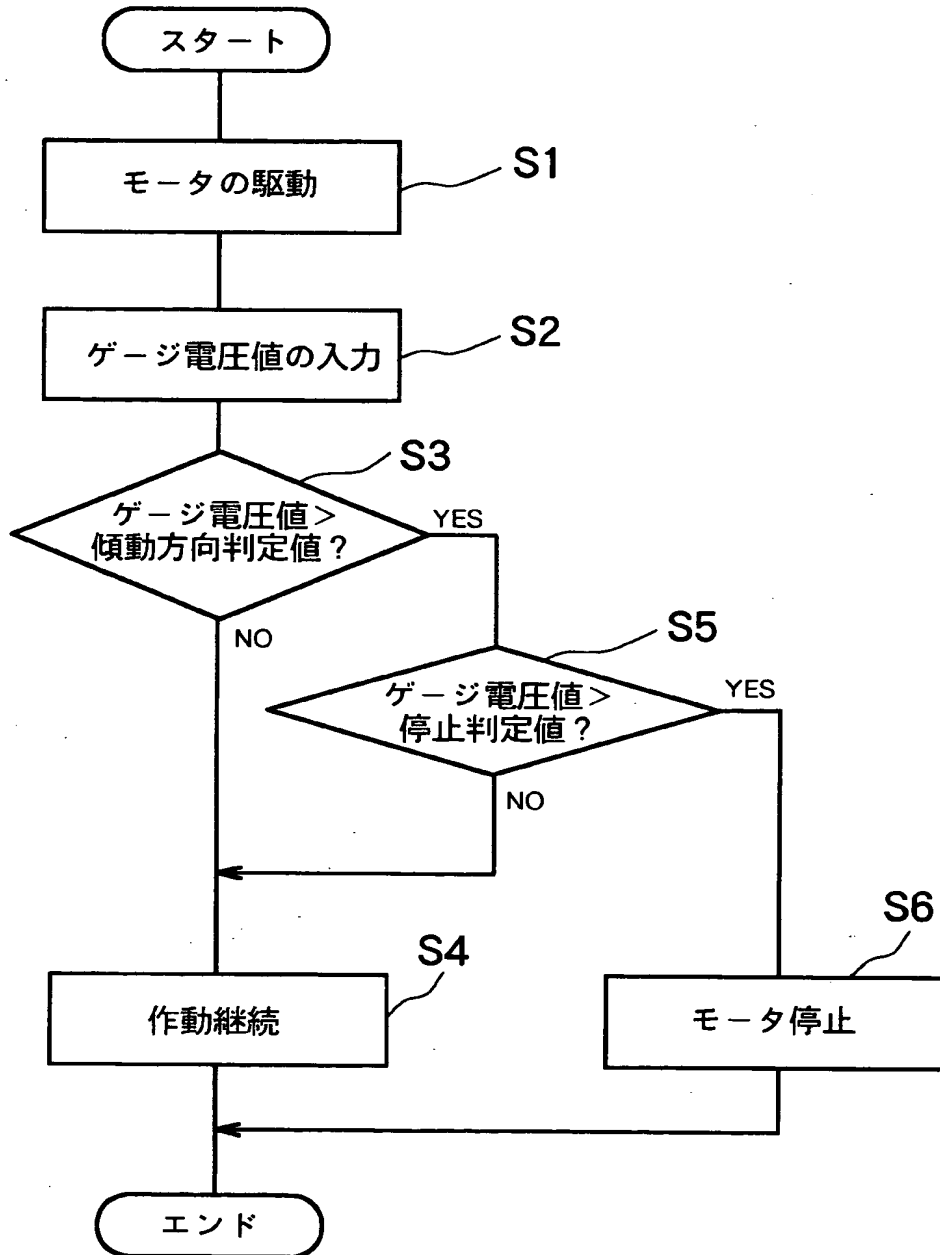 スタート
モータの駆動
S1
ゲージ電圧値の入力
S2
S3
ゲージ電圧値>
傾動方向判定値?
YES
NO
S5
ゲージ電圧値>
停止判定値?
YES
NO
S4
作動継続
S6
モータ停止
エンド